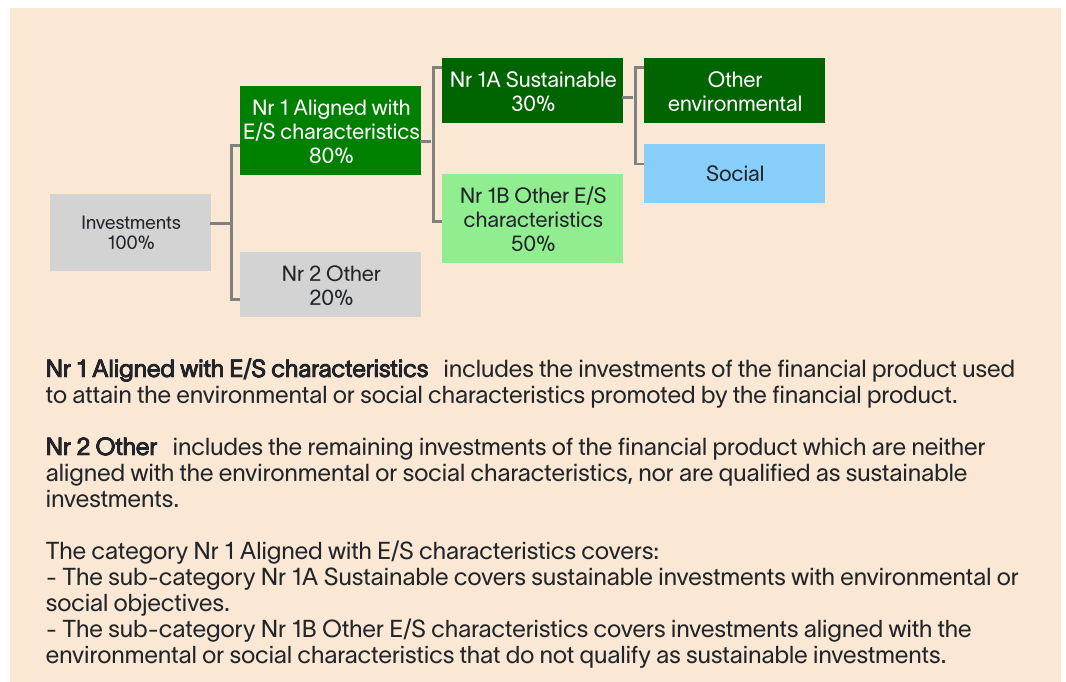 Nr 1A Sustainable
30%
Other
environmental
Nr 1 Aligned with
E/S characteristics
80%
Social
Nr 1B Other E/S
characteristics
50%
Investments
100%
Nr 2 Other
20%
Nr 1 Aligned with E/S characteristics includes the investments of the financial product used
to attain the environmental or social characteristics promoted by the financial product.
Nr 2 Other includes the remaining investments of the financial product which are neither
aligned with the environmental or social characteristics, nor are qualified as sustainable
investments.
The category Nr 1 Aligned with E/S characteristics covers:
- The sub-category Nr 1A Sustainable covers sustainable investments with environmental or
social objectives.
- The sub-category Nr 1B Other E/S characteristics covers investments aligned with the
environmental or social characteristics that do not qualify as sustainable investments.